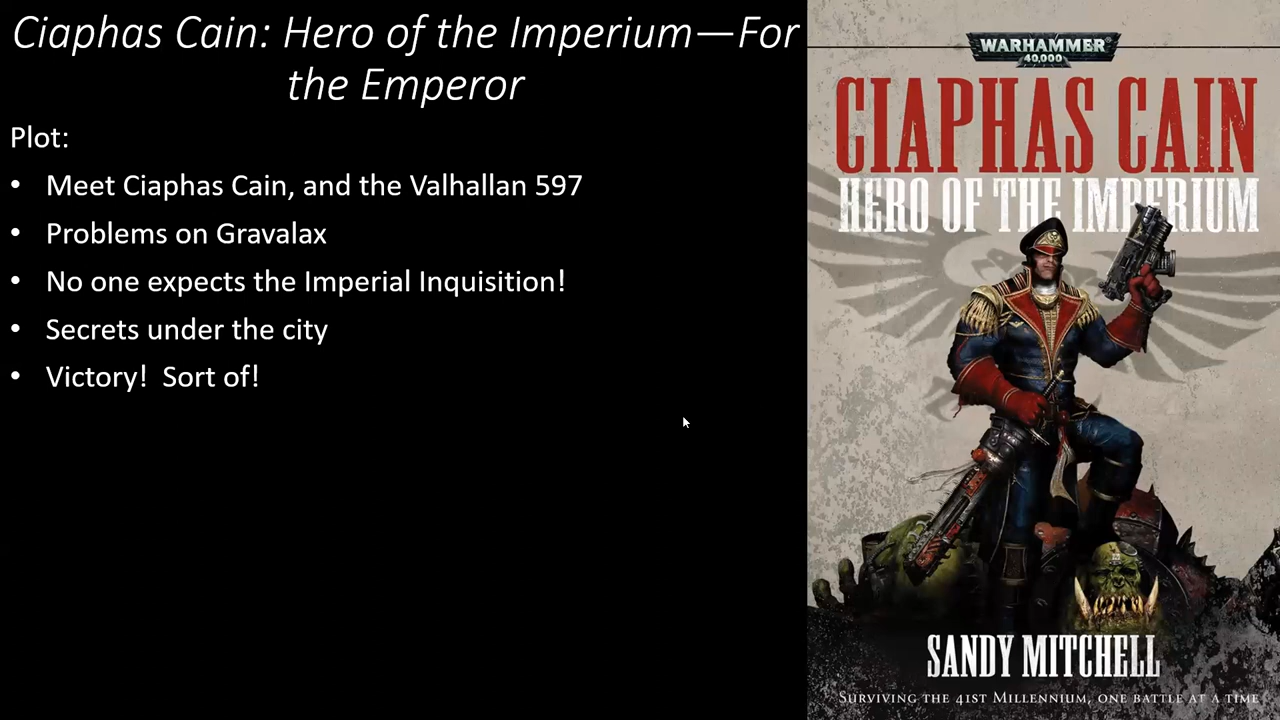 Ciaphas Cain: Hero of the Imperium—For
the Emperor
Plot:
• Meet Ciaphas Cain, and the Valhallan 597
• Problems on Gravalax
• No one expects the Imperial Inquisition!
• Secrets under the city
• Victory!  Sort of!
WARHAMMER
40,000
CIAPHAS CAIN
HERO OF THE IMPERIUM
SANDY MITCHELL
SURVIVING THE 41ST MILLENNIUM, ONE BATTLE AT A TIME